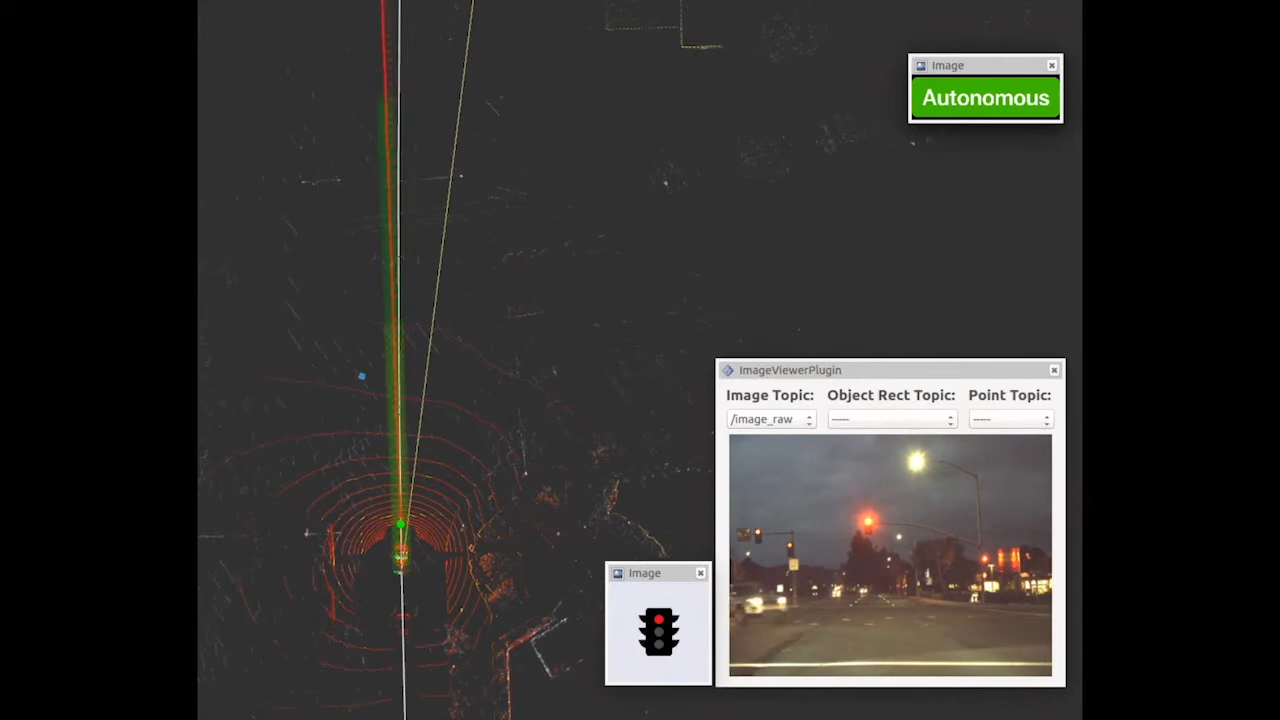 Image
Autonomous
ImageViewerPlugin
Image Topic: Object Rect Topic: Point Topic:
/image_raw ----- -----
Image